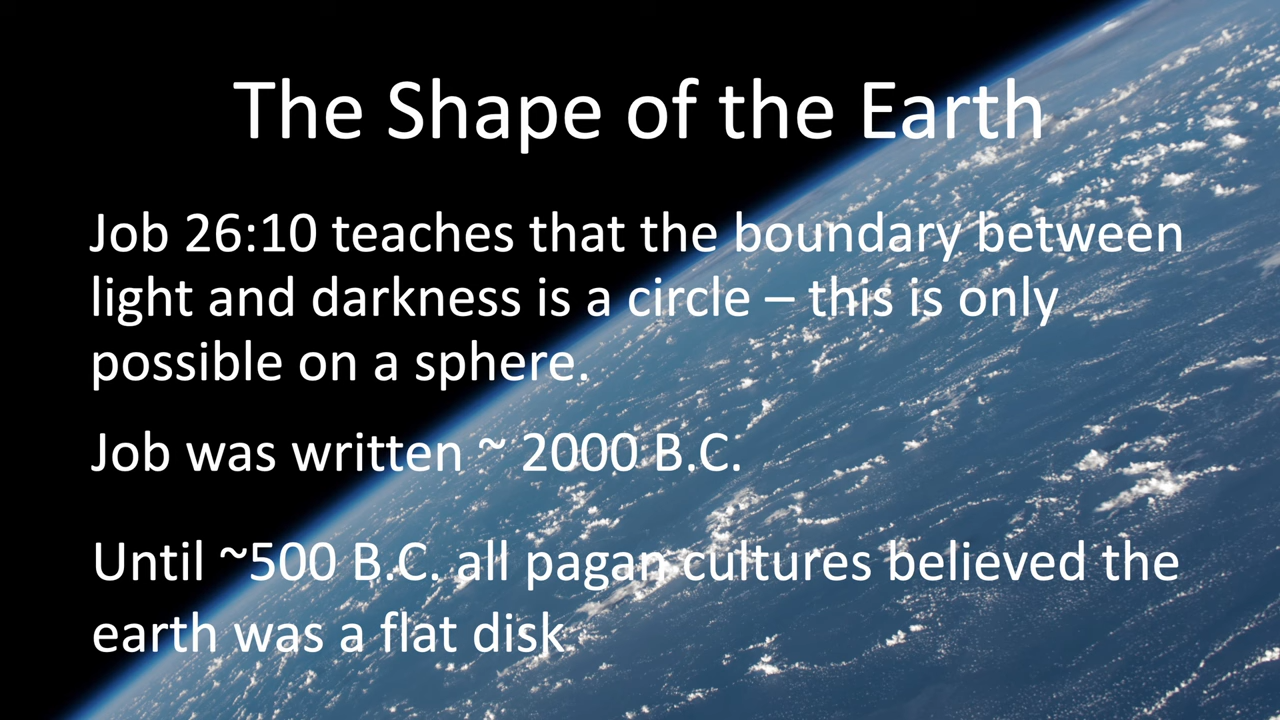 The Shape of the Earth
Job 26:10 teaches that the boundary between
light and darkness is a circle – this is only
possible on a sphere.
Job was written ~ 2000 B.C.
Until ~500 B.C. all pagan cultures believed the
earth was a flat disk.